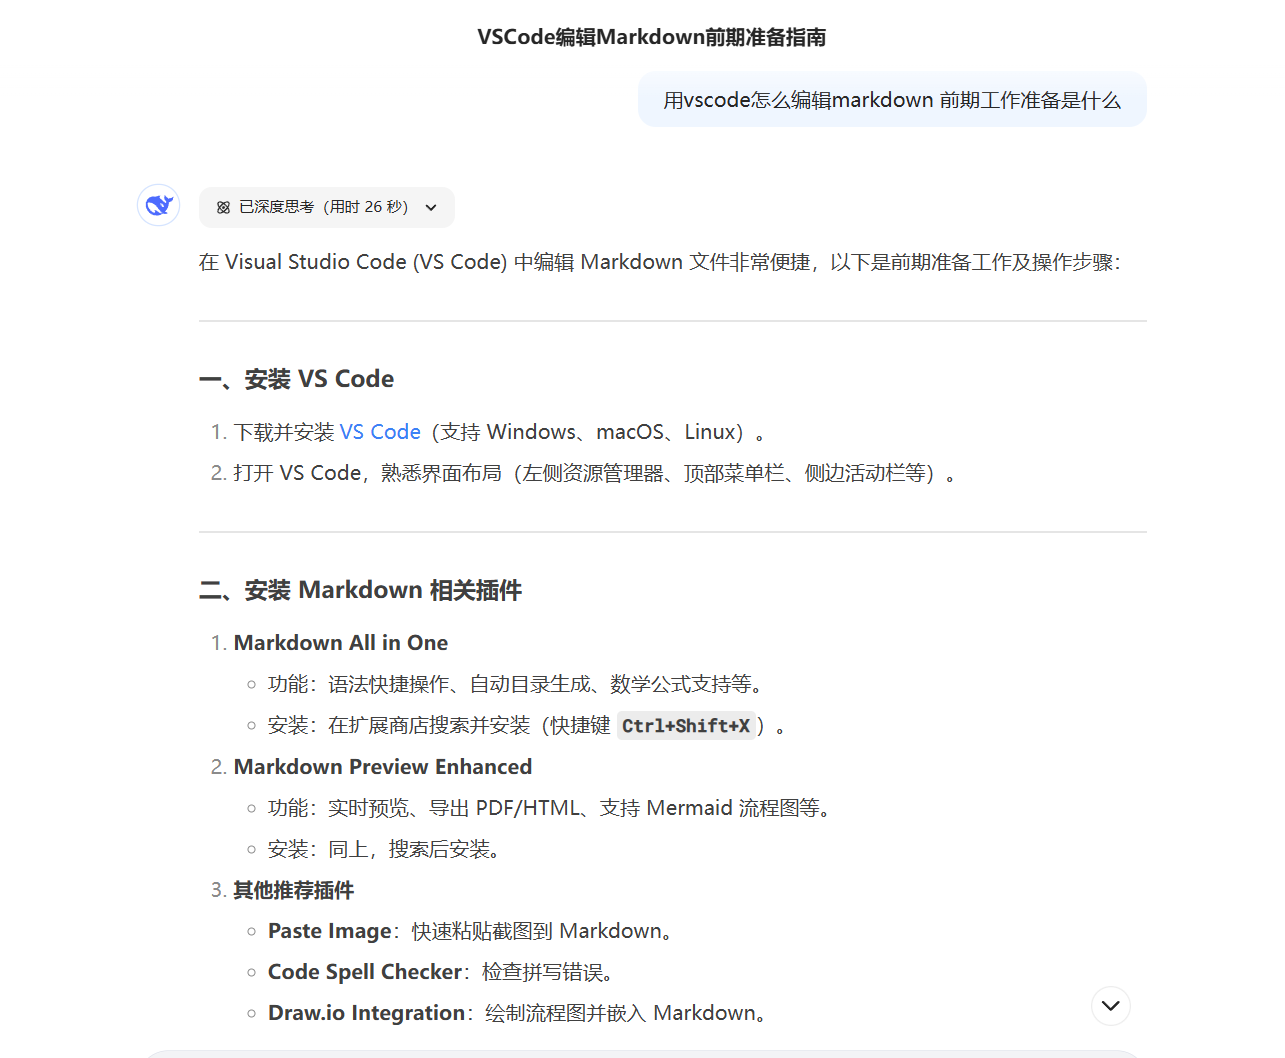 VSCode编辑Markdown前期准备指南
用vscode怎么编辑markdown 前期工作准备是什么
已深度思考（用时 26 秒）
在 Visual Studio Code (VS Code) 中编辑 Markdown 文件非常便捷，以下是前期准备工作及操作步骤：
一、安装 VS Code
1. 下载并安装 VS Code（支持 Windows、macOS、Linux）。
2. 打开 VS Code，熟悉界面布局（左侧资源管理器、顶部菜单栏、侧边活动栏等）。
二、安装 Markdown 相关插件
1. Markdown All in One
功能：语法快捷操作、自动目录生成、数学公式支持等。
安装：在扩展商店搜索并安装（快捷键 Ctrl+Shift+X）。
2. Markdown Preview Enhanced
功能：实时预览、导出 PDF/HTML、支持 Mermaid 流程图等。
安装：同上，搜索后安装。
3. 其他推荐插件
Paste Image：快速粘贴截图到 Markdown。
Code Spell Checker：检查拼写错误。
Draw.io Integration：绘制流程图并嵌入 Markdown。